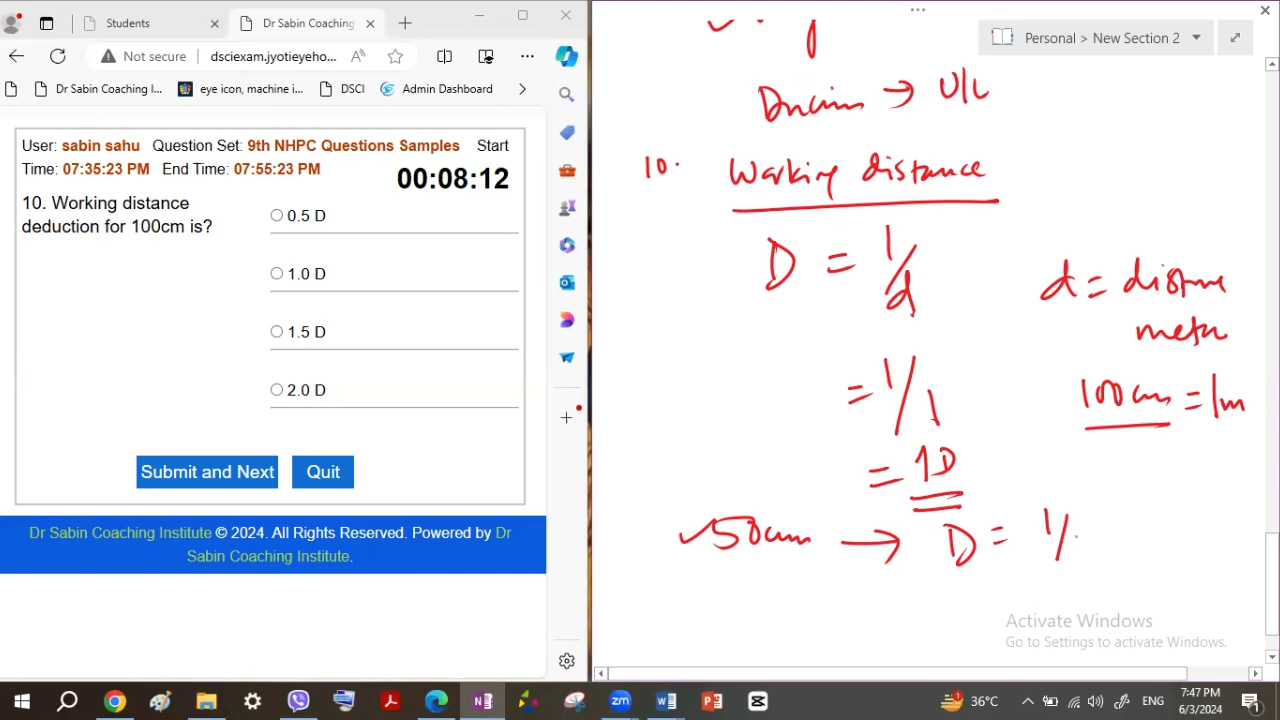 Students
Dr Sabin Coaching
Not secure
dsciexam.jyotieyeho...
Dr Sabin Coaching I...
eye icon, machine i...
DSCI
Admin Dashboard
User: sabin sahu Question Set: 9th NHPC Questions Samples Start
Time: 07:35:23 PM End Time: 07:55:23 PM
00:08:12
10. Working distance
deduction for 100cm is?
0.5 D
1.0 D
1.5 D
2.0 D
Submit and Next Quit
Dr Sabin Coaching Institute © 2024. All Rights Reserved. Powered by Dr
Sabin Coaching Institute.
Personal > New Section 2
→ U/L
10. Working distance
D = 1/d
d = distance
meter
100cm = 1m
= 1/1
= 1D
50cm → D = 1/
Activate Windows
Go to Settings to activate Windows.
36°C
ENG
7:47 PM
6/3/2024